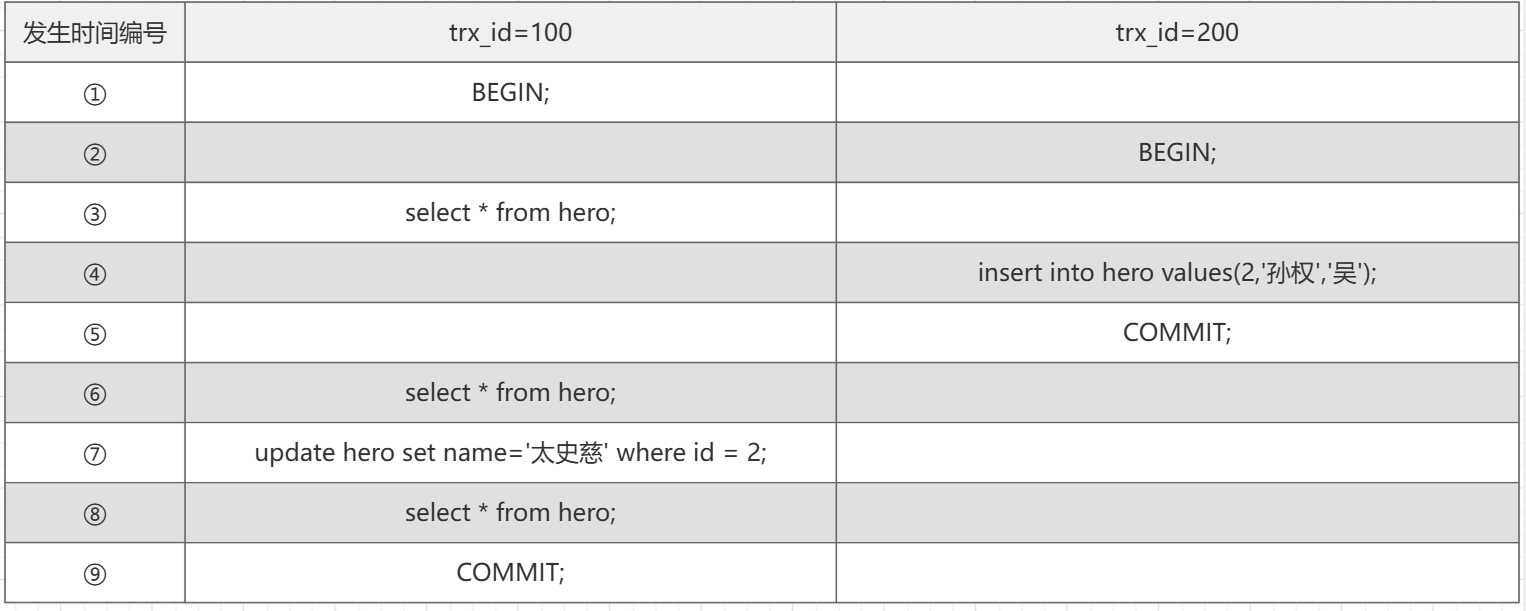 发生时间编号 trx_id=100 trx_id=200
① BEGIN;
② BEGIN;
③ select * from hero;
④ insert into hero values(2,'孙权','吴');
⑤ COMMIT;
⑥ select * from hero;
⑦ update hero set name='太史慈' where id = 2;
⑧ select * from hero;
⑨ COMMIT;